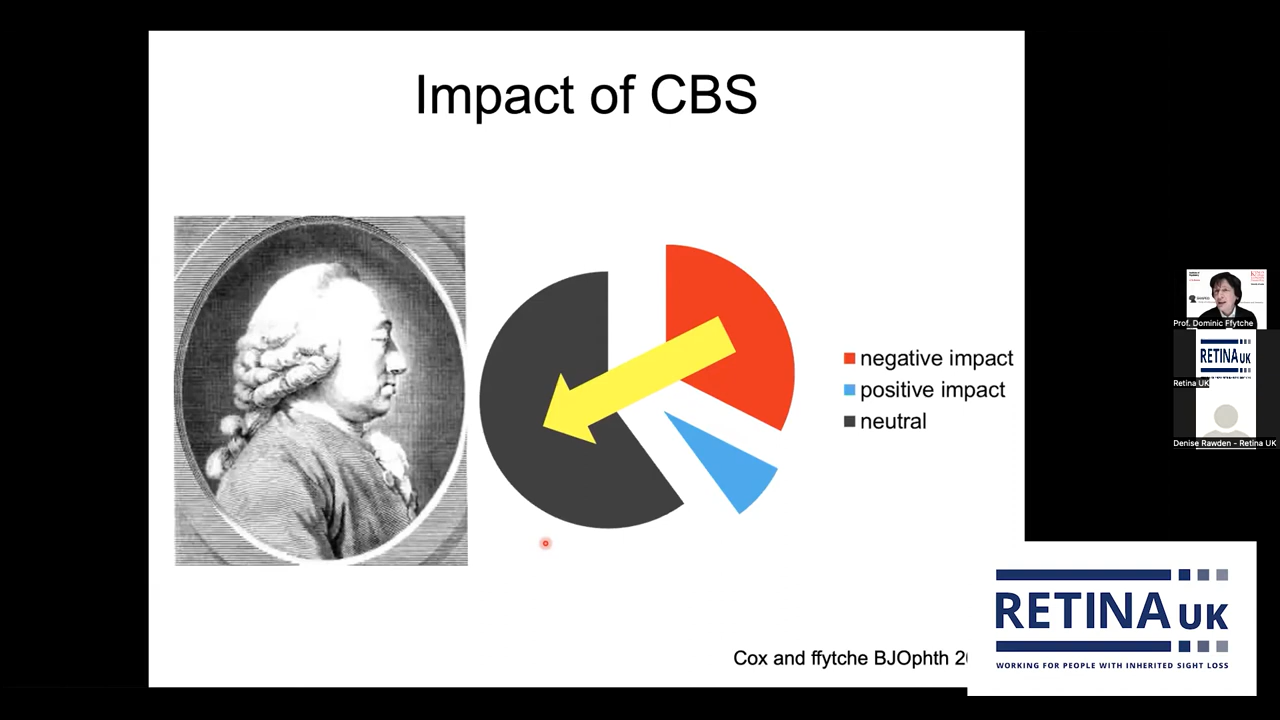 Impact of CBS
negative impact
positive impact
neutral
Cox and ffytche BJOphth
Prof. Dominic Ffytche
RETINA UK
Retina UK
Denise Rawden - Retina UK
RETINA UK
WORKING FOR PEOPLE WITH INHERITED SIGHT LOSS